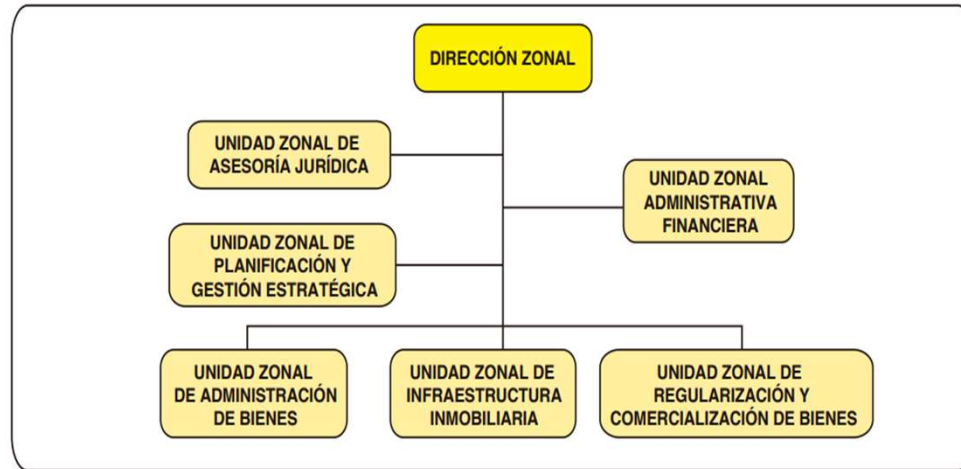 DIRECCIÓN ZONAL
UNIDAD ZONAL DE
ASESORÍA JURÍDICA
UNIDAD ZONAL
ADMINISTRATIVA
FINANCIERA
UNIDAD ZONAL DE
PLANIFICACIÓN Y
GESTIÓN ESTRATÉGICA
UNIDAD ZONAL
DE ADMINISTRACIÓN
DE BIENES
UNIDAD ZONAL DE
INFRAESTRUCTURA
INMOBILIARIA
UNIDAD ZONAL DE
REGULARIZACIÓN Y
COMERCIALIZACIÓN DE BIENES